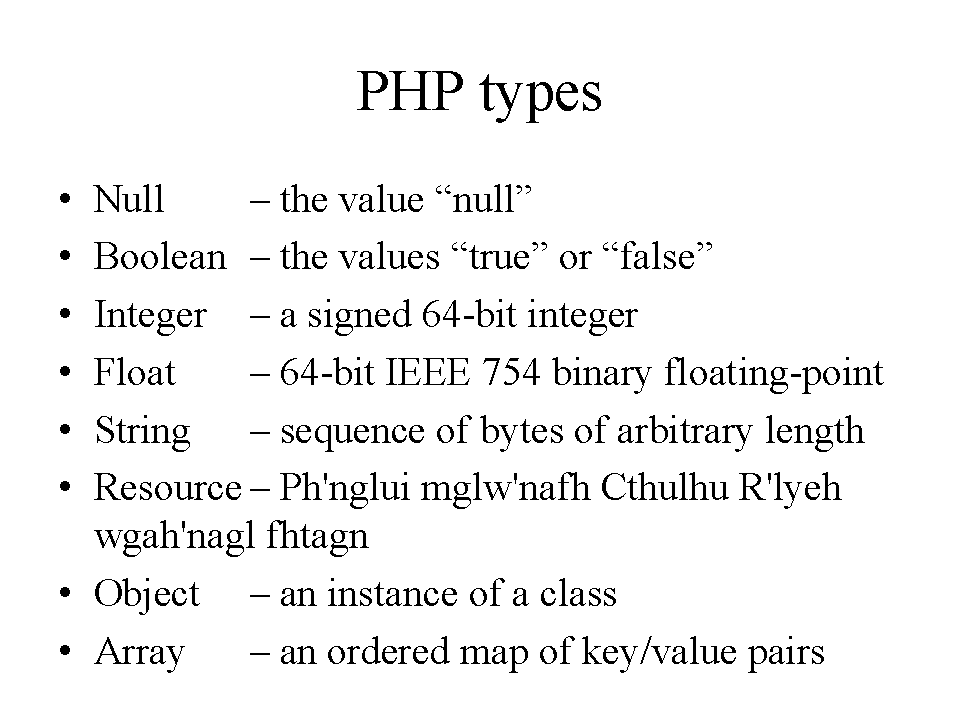 PHP types
• Null – the value “null”
• Boolean – the values “true” or “false”
• Integer – a signed 64-bit integer
• Float – 64-bit IEEE 754 binary floating-point
• String – sequence of bytes of arbitrary length
• Resource – Ph'nglui mglw'nafh Cthulhu R'lyeh
wgah'nagl fhtagn
• Object – an instance of a class
• Array – an ordered map of key/value pairs